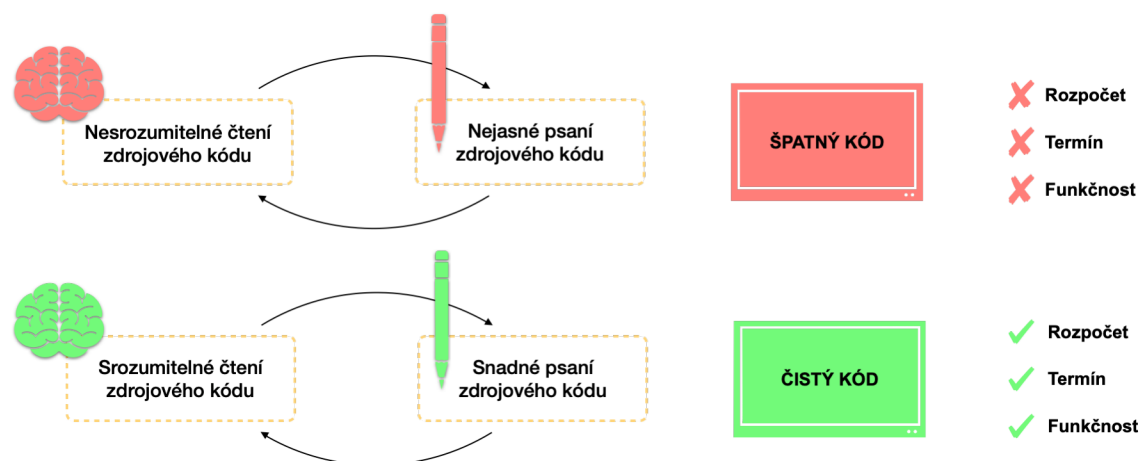 Nesrozumitelné čtení
zdrojového kódu
Nejasné psaní
zdrojového kódu
ŠPATNÝ KÓD
Rozpočet
Termín
Funkčnost
Srozumitelné čtení
zdrojového kódu
Snadné psaní
zdrojového kódu
ČISTÝ KÓD
Rozpočet
Termín
Funkčnost